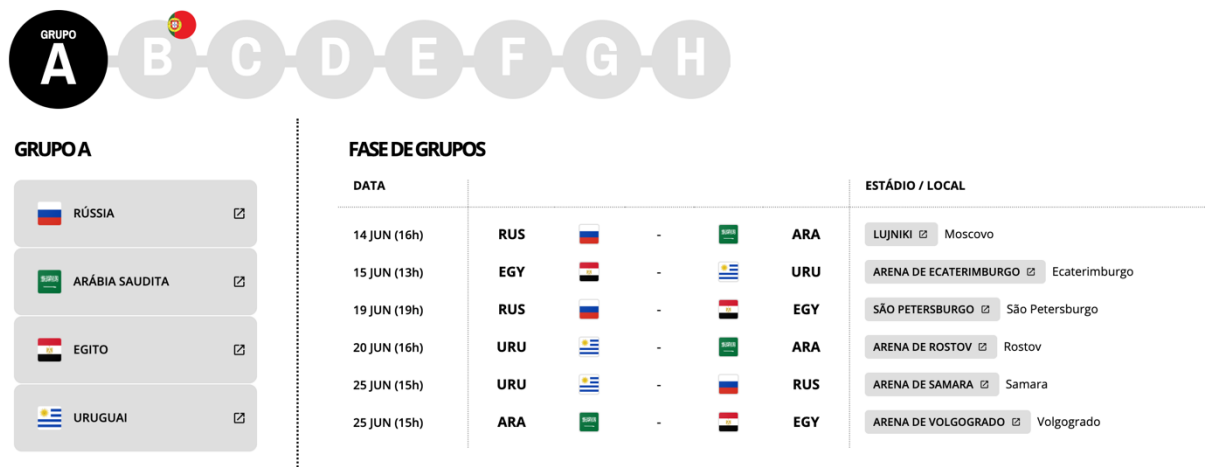 GRUPO
A B C D E F G H
GRUPO A
RÚSSIA
ARÁBIA SAUDITA
EGITO
URUGUAI
FASE DE GRUPOS
DATA ESTÁDIO / LOCAL
14 JUN (16h) RUS - ARA LUJNIKI Moscovo
15 JUN (13h) EGY - URU ARENA DE ECATERIMBURGO Ecaterimburgo
19 JUN (19h) RUS - EGY SÃO PETERSBURGO São Petersburgo
20 JUN (16h) URU - ARA ARENA DE ROSTOV Rostov
25 JUN (15h) URU - RUS ARENA DE SAMARA Samara
25 JUN (15h) ARA - EGY ARENA DE VOLGOGRADO Volgogrado